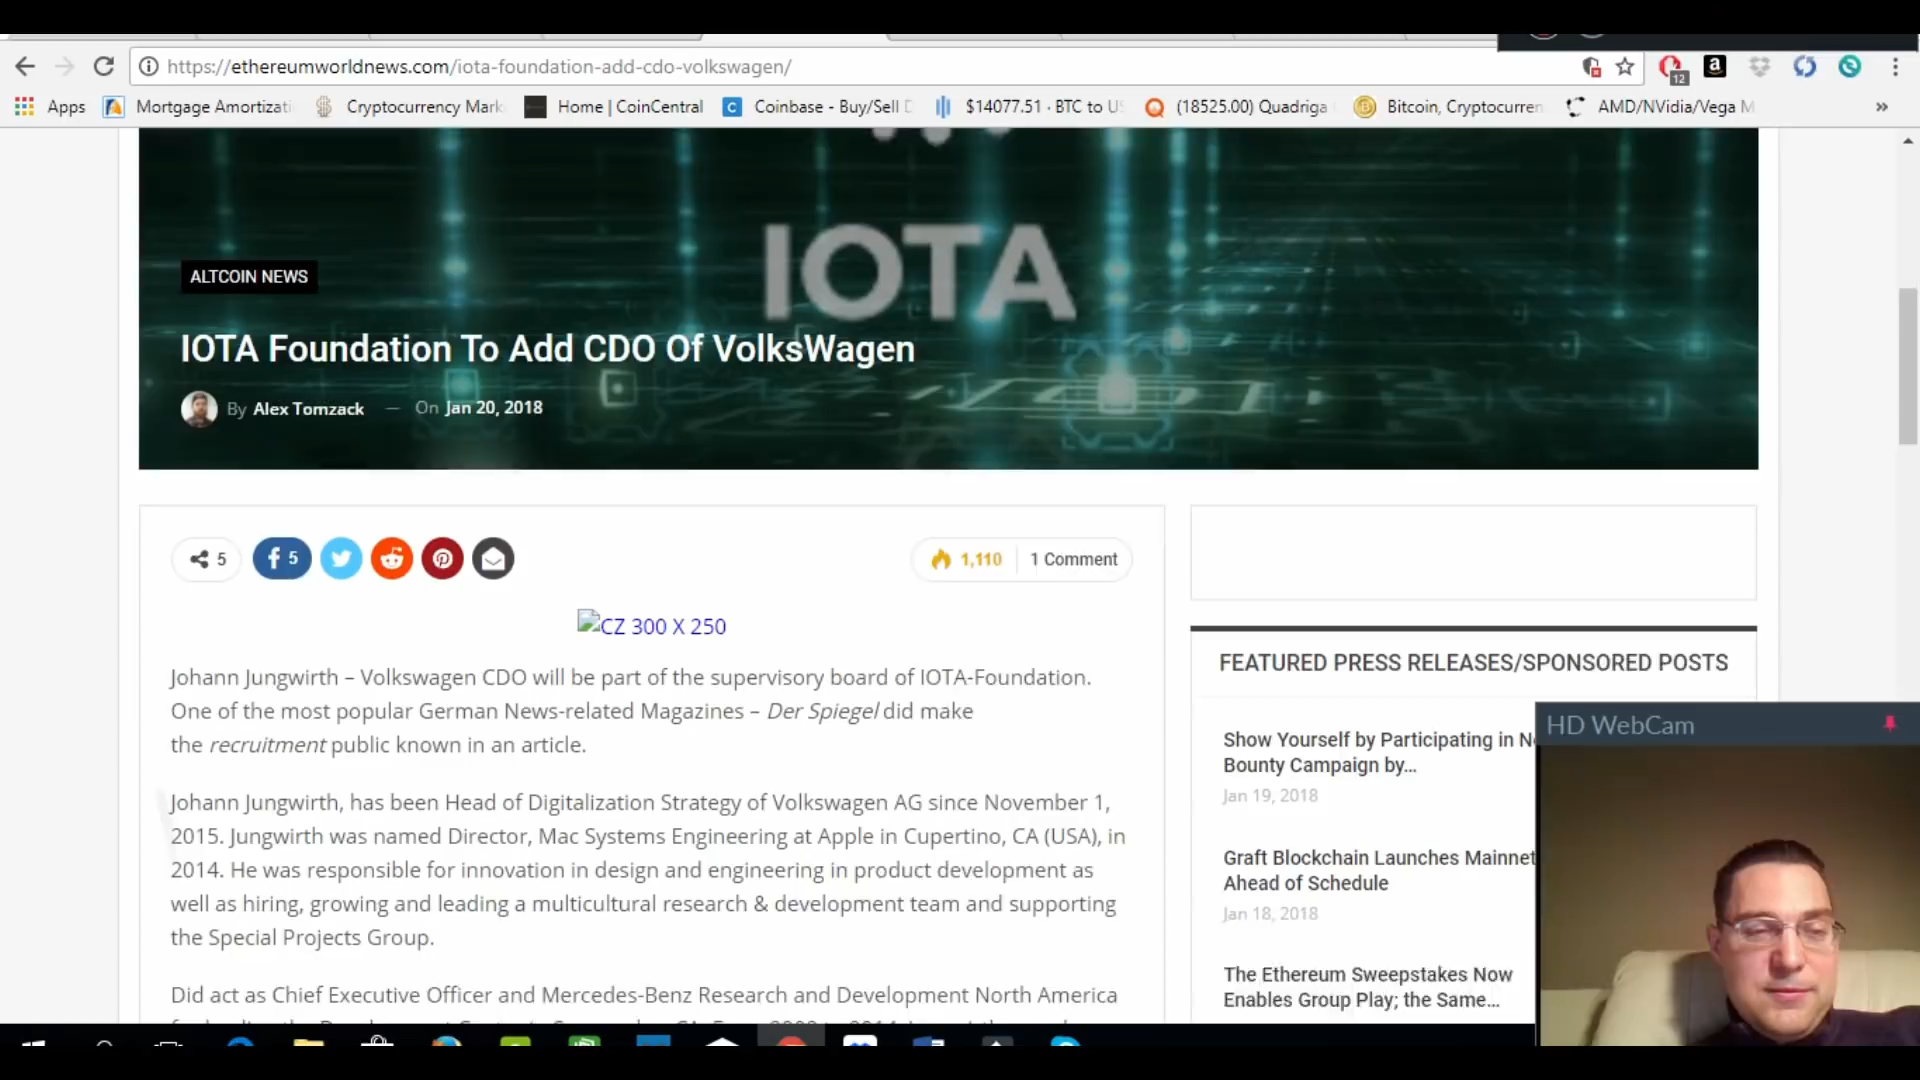 https://ethereumworldnews.com/iota-foundation-add-cdo-volkswagen/
12
Apps
Mortgage Amortizati
Cryptocurrency Mark
Home | CoinCentral
Coinbase - Buy/Sell D
$14077.51 · BTC to US
(18525.00) Quadriga
Bitcoin, Cryptocurren
AMD/NVidia/Vega M
»
IOTA
ALTCOIN NEWS
IOTA Foundation To Add CDO Of VolksWagen
By Alex Tomzack — On Jan 20, 2018
5
5
1,110
1 Comment
CZ 300 X 250
Johann Jungwirth – Volkswagen CDO will be part of the supervisory board of IOTA-Foundation.
One of the most popular German News-related Magazines – Der Spiegel did make
the recruitment public known in an article.
Johann Jungwirth, has been Head of Digitalization Strategy of Volkswagen AG since November 1,
2015. Jungwirth was named Director, Mac Systems Engineering at Apple in Cupertino, CA (USA), in
2014. He was responsible for innovation in design and engineering in product development as
well as hiring, growing and leading a multicultural research & development team and supporting
the Special Projects Group.
Did act as Chief Executive Officer and Mercedes-Benz Research and Development North America
FEATURED PRESS RELEASES/SPONSORED POSTS
Show Yourself by Participating in N
Bounty Campaign by...
Jan 19, 2018
Graft Blockchain Launches Mainnet
Ahead of Schedule
Jan 18, 2018
The Ethereum Sweepstakes Now
Enables Group Play; the Same...
HD WebCam